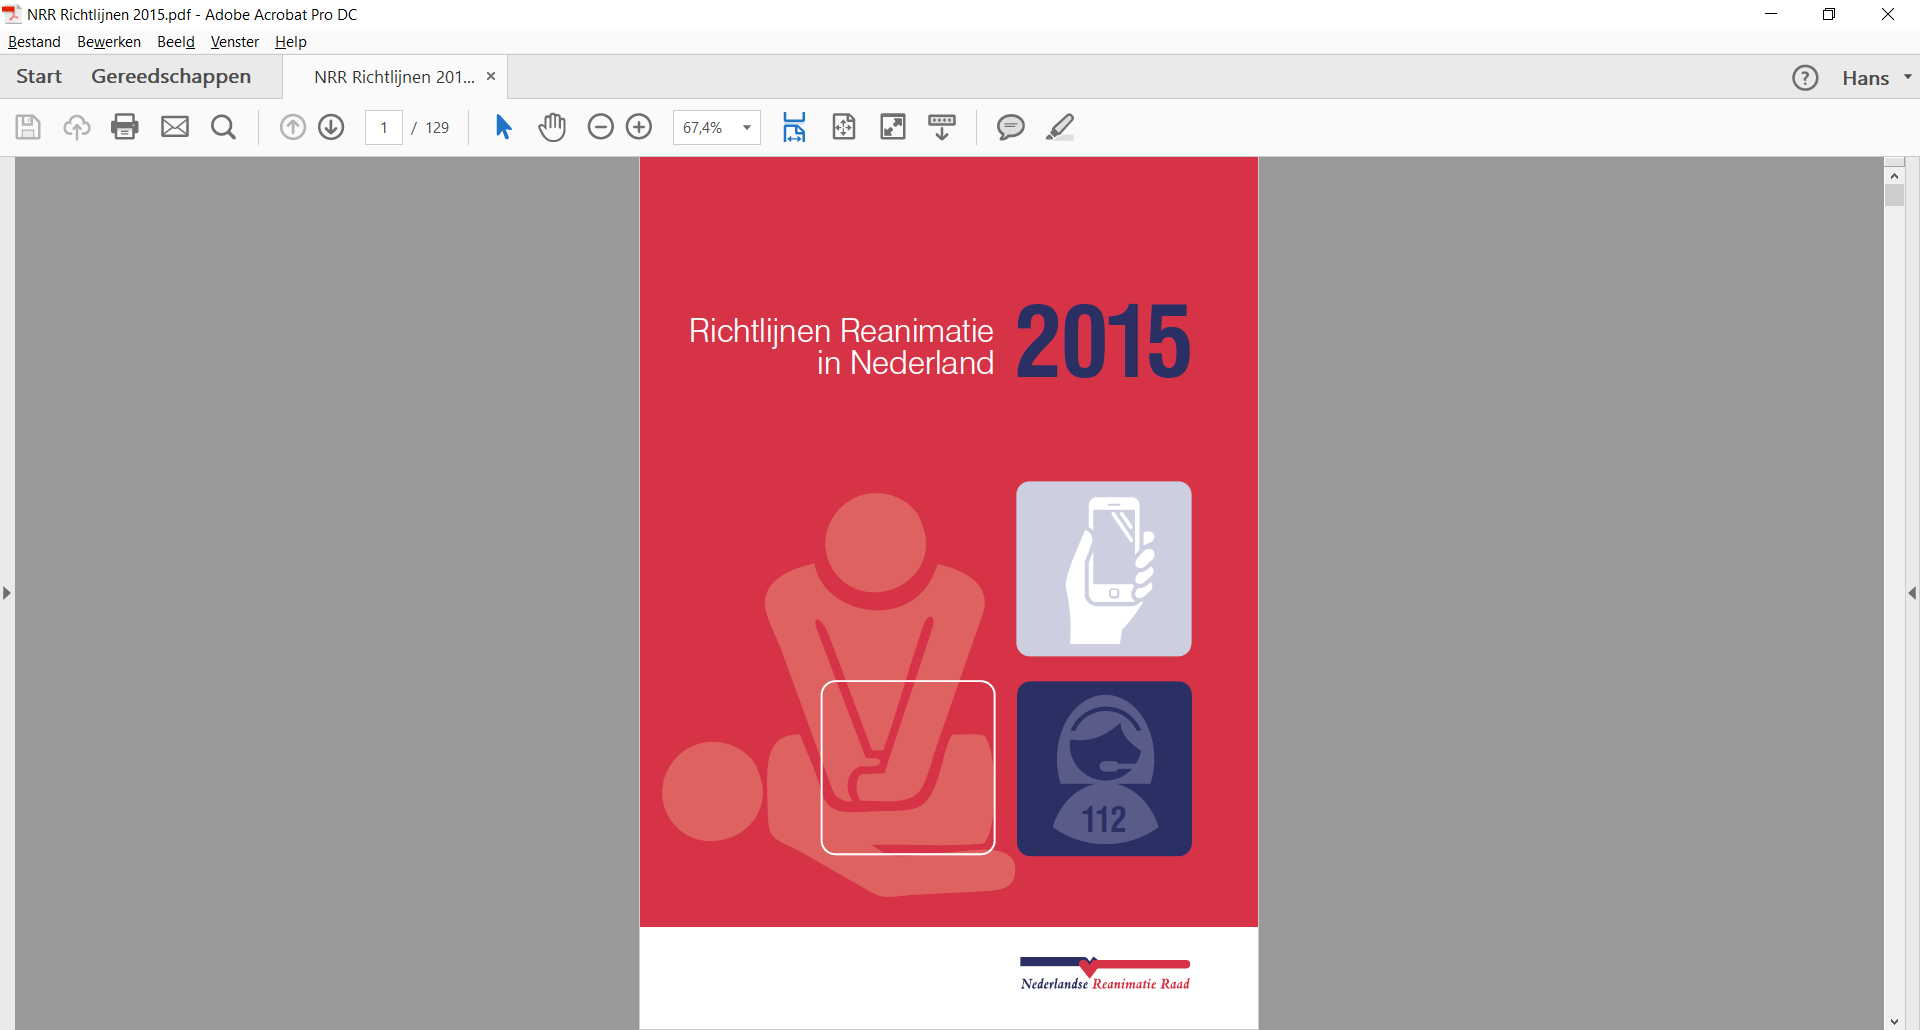 NRR Richtlijnen 2015.pdf - Adobe Acrobat Pro DC
Bestand Bewerken Beeld Venster Help
Start Gereedschappen NRR Richtlijnen 201... × ? Hans
1 / 129 67,4%
Richtlijnen Reanimatie 2015
in Nederland
112
Nederlandse Reanimatie Raad